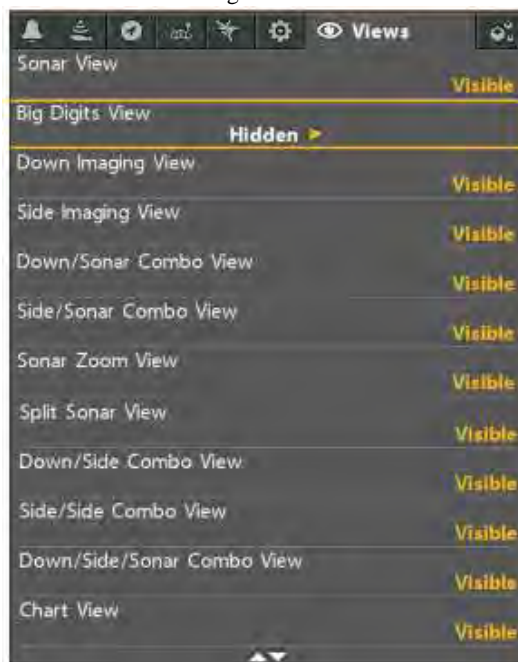 Views
Sonar View
Visible
Big Digits View
Hidden
Down Imaging View
Visible
Side Imaging View
Visible
Down/Sonar Combo View
Visible
Side/Sonar Combo View
Visible
Sonar Zoom View
Visible
Split Sonar View
Visible
Down/Side Combo View
Visible
Side/Side Combo View
Visible
Down/Side/Sonar Combo View
Visible
Chart View
Visible